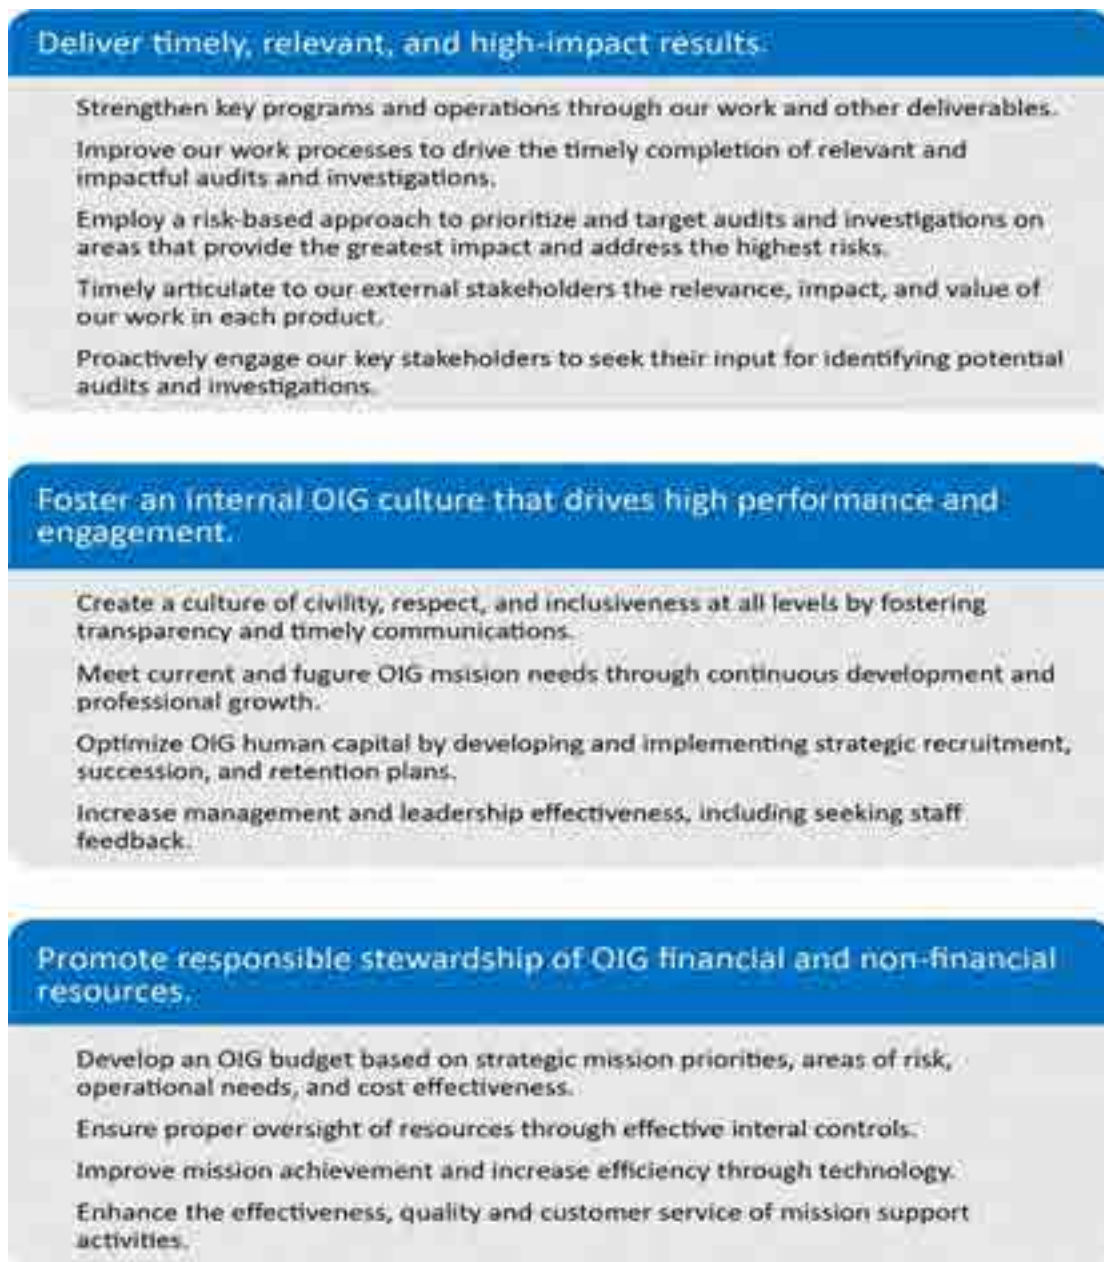 Deliver timely, relevant, and high-impact results.
Strengthen key programs and operations through our work and other deliverables.
Improve our work processes to drive the timely completion of relevant and
impactful audits and investigations.
Employ a risk-based approach to prioritize and target audits and investigations on
areas that provide the greatest impact and address the highest risks.
Timely articulate to our external stakeholders the relevance, impact, and value of
our work in each product.
Proactively engage our key stakeholders to seek their input for identifying potential
audits and investigations.
Foster an internal OIG culture that drives high performance and
engagement.
Create a culture of civility, respect, and inclusiveness at all levels by fostering
transparency and timely communications.
Meet current and fugure OIG msision needs through continuous development and
professional growth.
Optimize OIG human capital by developing and implementing strategic recruitment,
succession, and retention plans.
Increase management and leadership effectiveness, including seeking staff
feedback.
Promote responsible stewardship of OIG financial and non-financial
resources.
Develop an OIG budget based on strategic mission priorities, areas of risk,
operational needs, and cost effectiveness.
Ensure proper oversight of resources through effective interal controls.
Improve mission achievement and increase efficiency through technology.
Enhance the effectiveness, quality and customer service of mission support
activities.